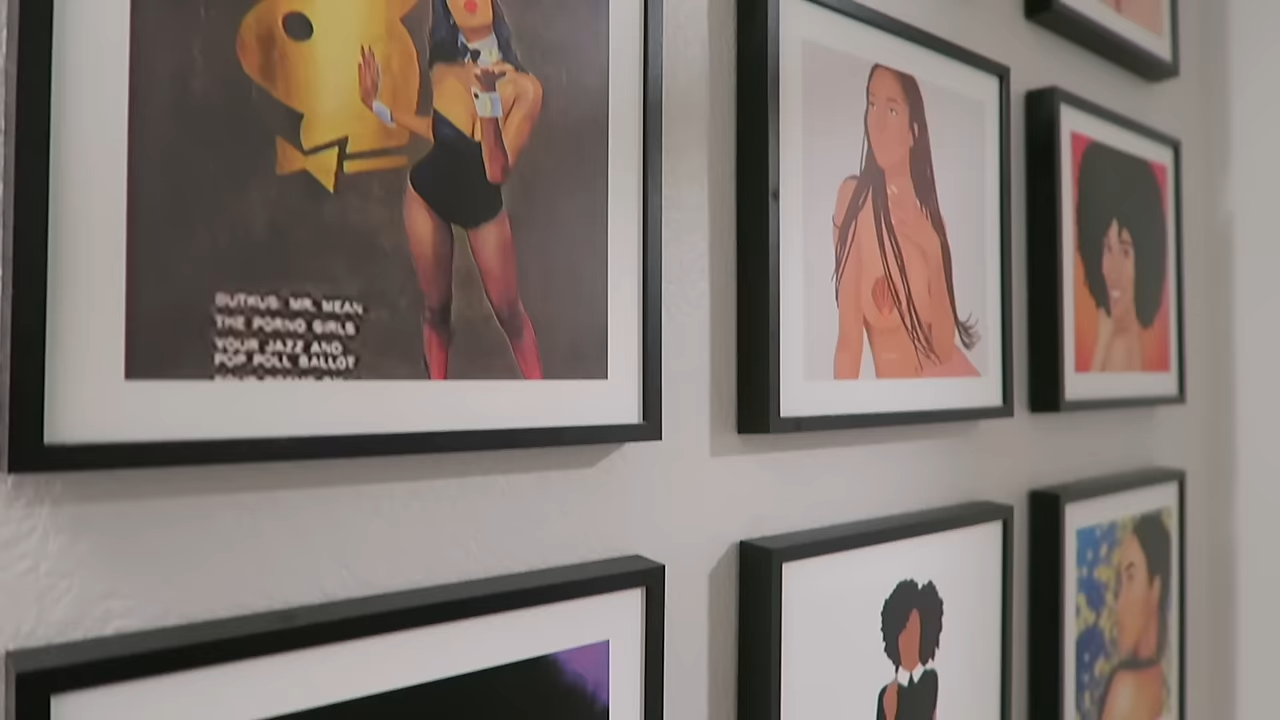 BUTKUS: MR. MEAN
THE PORNO GIRLS
YOUR JAZZ AND
POP POLL BALLOT